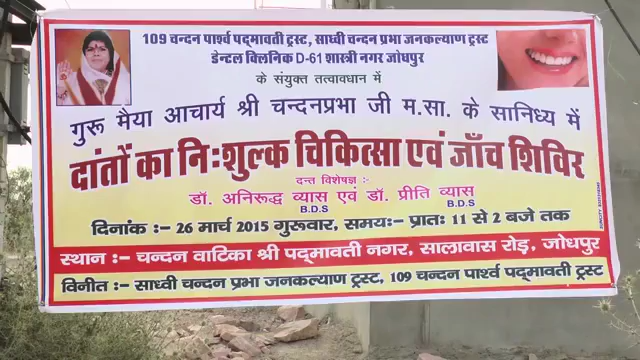 109 चन्दन पार्श्व पद्मावती ट्रस्ट, साध्वी चन्दन प्रभा जनकल्याण ट्रस्ट
डेन्टल क्लिनिक D-61 शास्त्री नगर जोधपुर
के संयुक्त तत्वावधान में
गुरू मैया आचार्य श्री चन्दनप्रभा जी म.सा. के सानिध्य में
दांतों का निःशुल्क चिकित्सा एवं जाँच शिविर
दन्त विशेषज्ञ :-
डॉ. अनिरूद्ध व्यास एवं डॉ. प्रीति व्यास
B.D.S B.D.S
दिनांक :- 26 मार्च 2015 गुरूवार, समयः- प्रातः 11 से 2 बजे तक
स्थान :- चन्दन वाटिका श्री पद्मावती नगर, सालावास रोड़, जोधपुर
विनीत :- साध्वी चन्दन प्रभा जनकल्याण ट्रस्ट, 109 चन्दन पार्श्व पद्मावती ट्रस्ट